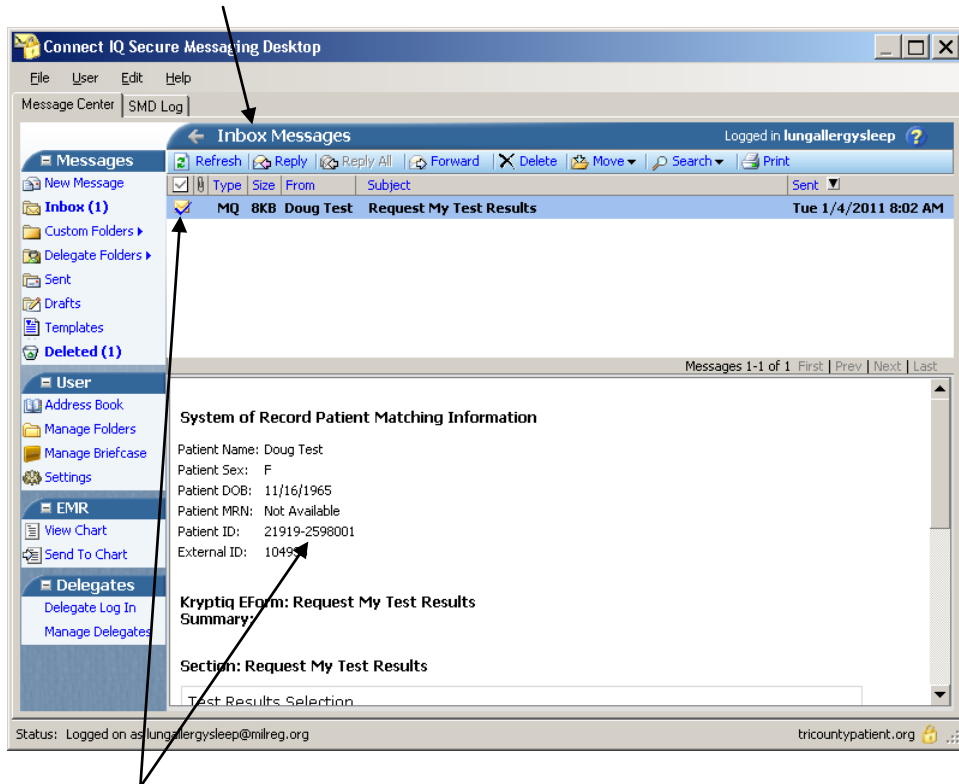 Connect IQ Secure Messaging Desktop
File User Edit Help
Message Center SMD Log
Inbox Messages Logged in lungallergysleep ?
Refresh Reply Reply All Forward Delete Move Search Print
Type Size From Subject Sent
MQ 8KB Doug Test Request My Test Results Tue 1/4/2011 8:02 AM
Messages
New Message
Inbox (1)
Custom Folders
Delegate Folders
Sent
Drafts
Templates
Deleted (1)
User
Address Book
Manage Folders
Manage Briefcase
Settings
EMR
View Chart
Send To Chart
Delegates
Delegate Log In
Manage Delegates
Messages 1-1 of 1 First | Prev | Next | Last
System of Record Patient Matching Information
Patient Name: Doug Test
Patient Sex: F
Patient DOB: 11/16/1965
Patient MRN: Not Available
Patient ID: 21919-2598001
External ID:
Kryptiq EForm: Request My Test Results
Summary:
Section: Request My Test Results
Test Results Selection
Status: Logged on as lungallergysleep@milreg.org tricountypatient.org